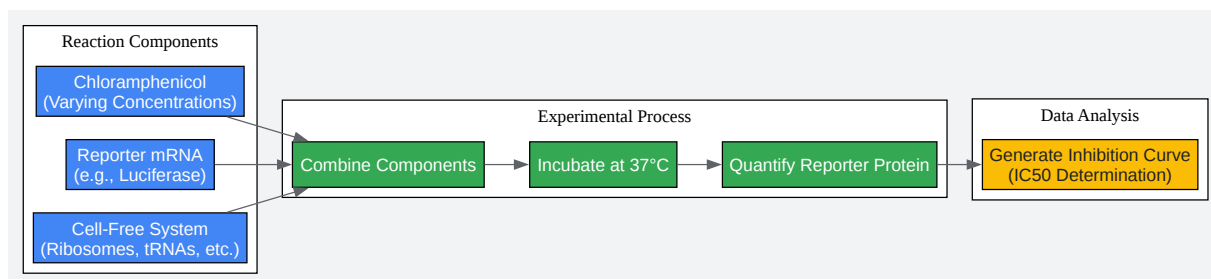 Reaction Components
Chloramphenicol
(Varying Concentrations)
Reporter mRNA
(e.g., Luciferase)
Cell-Free System
(Ribosomes, tRNAs, etc.)
Experimental Process
Combine Components
Incubate at 37°C
Quantify Reporter Protein
Data Analysis
Generate Inhibition Curve
(IC50 Determination)